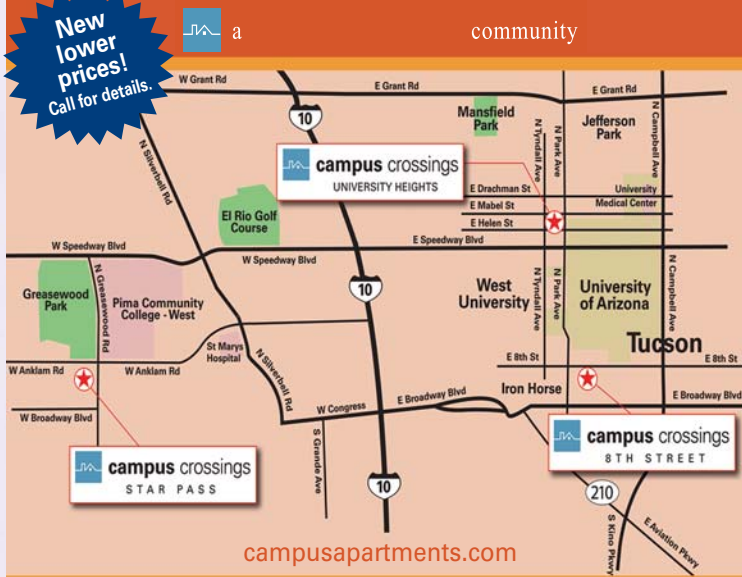 New
lower
prices!
Call for details.
a community
W Grant Rd
E Grant Rd
E Grant Rd
10
Mansfield
Park
N Tyndall Ave
N Park Ave
Jefferson
Park
N Campbell Ave
N Silverbell Rd
campus crossings
UNIVERSITY HEIGHTS
E Drachman St
University
E Mabel St
Medical Center
E Helen St
El Rio Golf
Course
W Speedway Blvd
E Speedway Blvd
W Speedway Blvd
N Greasewood Rd
Greasewood
Park
Pima Community
College - West
10
West
University
N Tyndall Ave
N Park Ave
University
of Arizona
N Campbell Ave
Tucson
St Marys
Hospital
N Silverbell Rd
E 8th St
E 8th St
W Anklam Rd
W Anklam Rd
Iron Horse
W Broadway Blvd
W Congress
E Broadway Blvd
E Broadway Blvd
S Grande Ave
campus crossings
STAR PASS
campus crossings
8TH STREET
10
210
S Kino Pkwy
E Aviation Pkwy
campusapartments.com